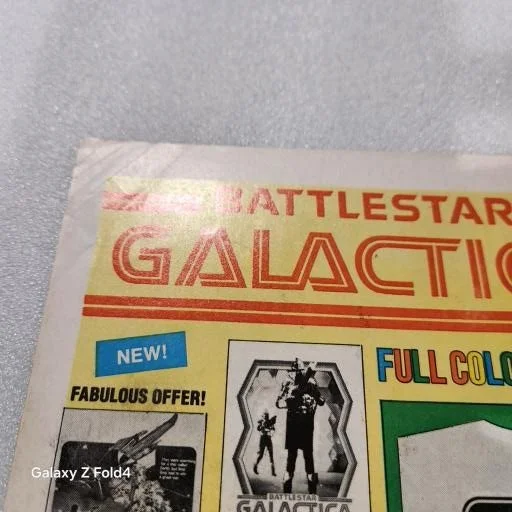 BATTLESTAR
GALACTIC
NEW!
FABULOUS OFFER!
FULL COLO
BATTLESTAR
GALACTICA
Galaxy Z Fold4